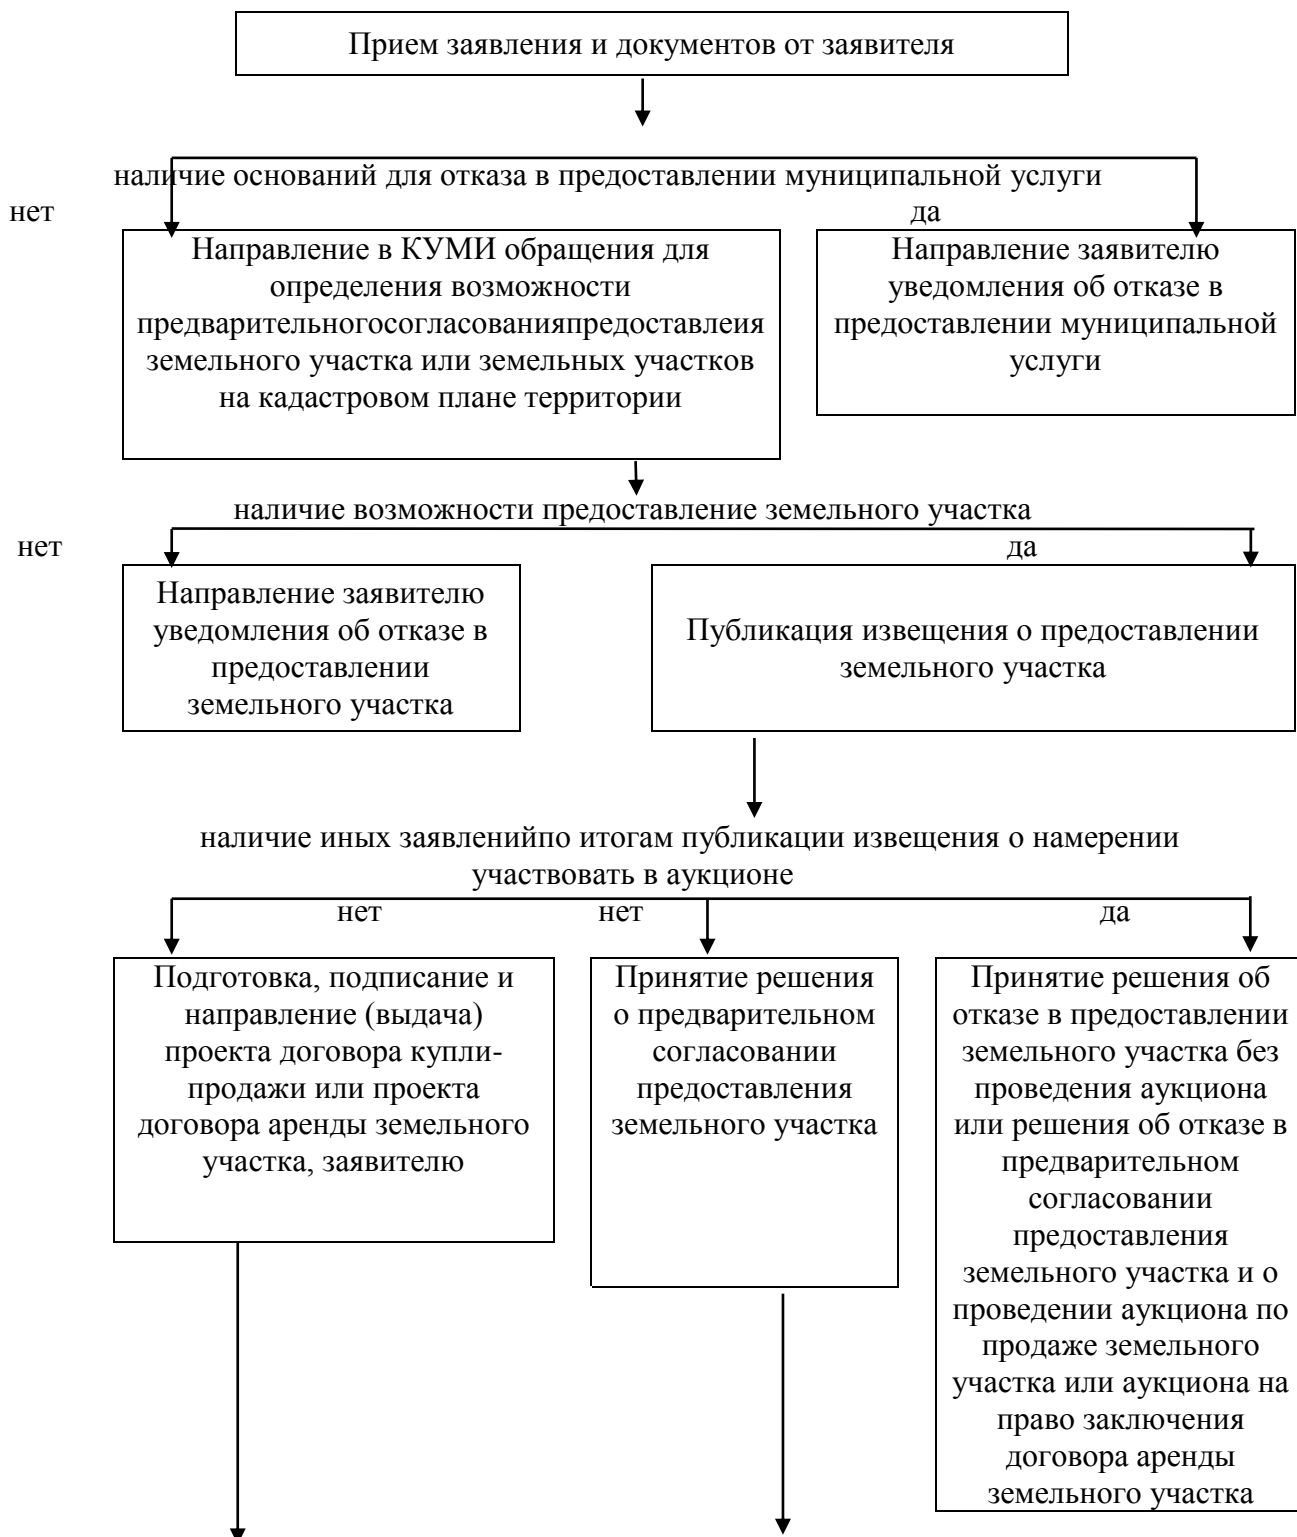 Прием заявления и документов от заявителя
наличие оснований для отказа в предоставлении муниципальной услуги
нет
да
Направление в КУМИ обращения для
определения возможности
предварительногосогласованияпредоставлеия
земельного участка или земельных участков
на кадастровом плане территории
Направление заявителю
уведомления об отказе в
предоставлении муниципальной
услуги
наличие возможности предоставление земельного участка
нет
да
Направление заявителю
уведомления об отказе в
предоставлении
земельного участка
Публикация извещения о предоставлении
земельного участка
наличие иных заявленийпо итогам публикации извещения о намерении
участвовать в аукционе
нет
нет
да
Подготовка, подписание и
направление (выдача)
проекта договора купли-
продажи или проекта
договора аренды земельного
участка, заявителю
Принятие решения
о предварительном
согласовании
предоставления
земельного участка
Принятие решения об
отказе в предоставлении
земельного участка без
проведения аукциона
или решения об отказе в
предварительном
согласовании
предоставления
земельного участка и о
проведении аукциона по
продаже земельного
участка или аукциона на
право заключения
договора аренды
земельного участка